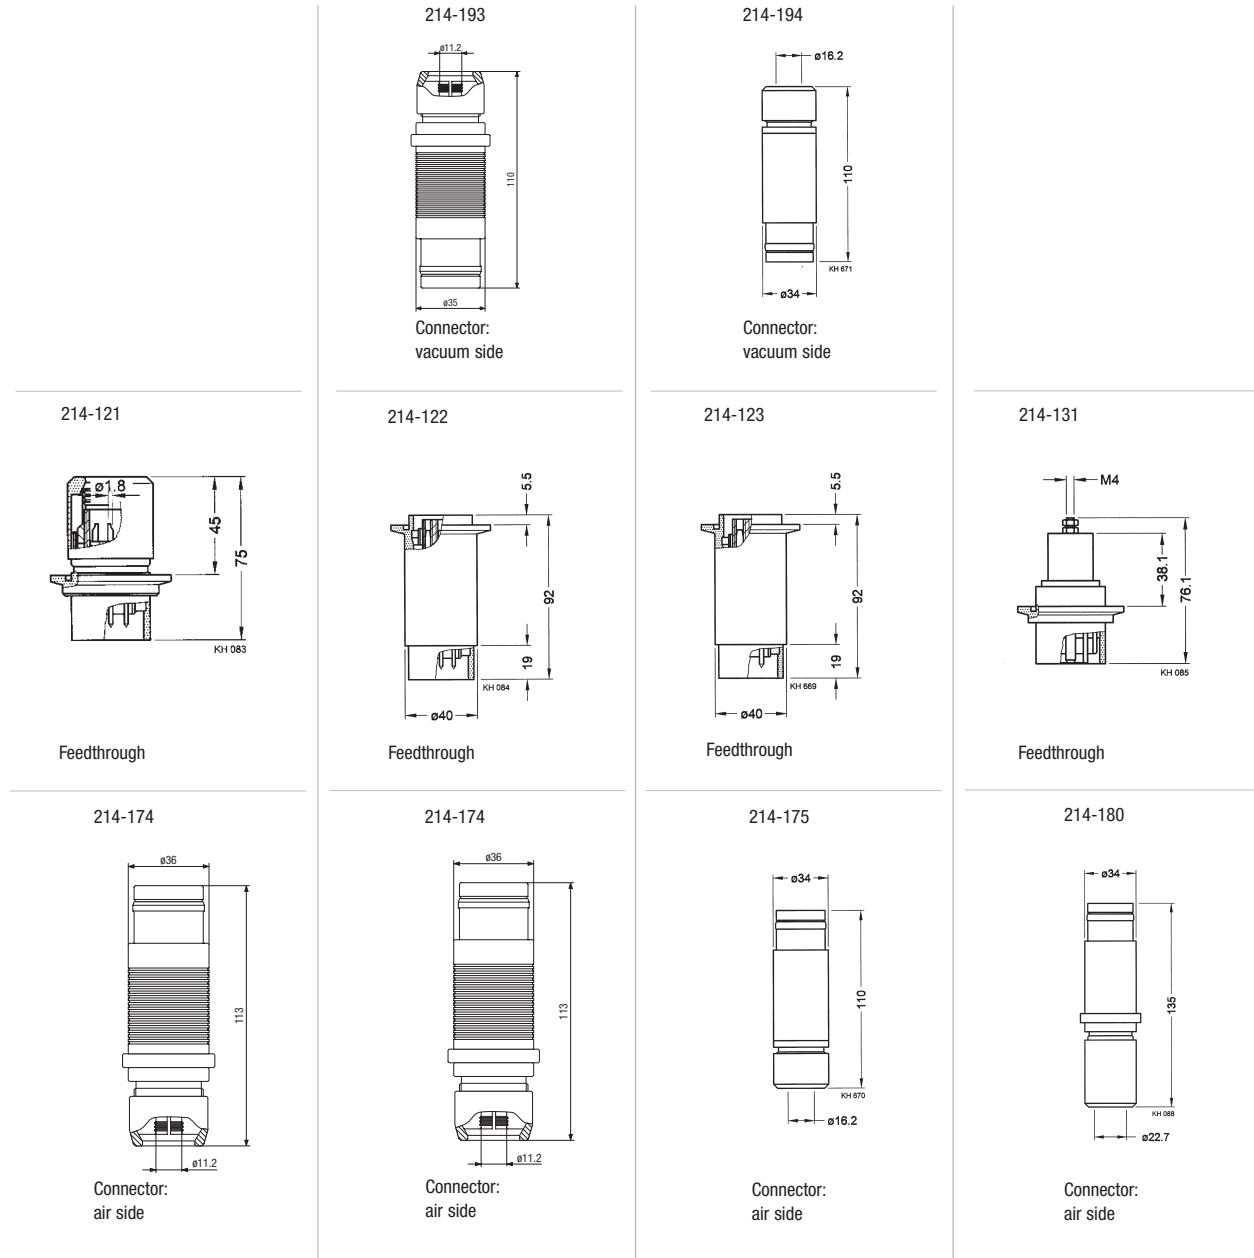 214-193
ø11.2
110
ø35
Connector:
vacuum side
214-194
ø16.2
110
KH 671
ø34
Connector:
vacuum side
214-121
ø1.8
45
75
KH 083
Feedthrough
214-122
5.5
92
19
KH 084
ø40
Feedthrough
214-123
5.5
92
19
KH 669
ø40
Feedthrough
214-131
M4
38.1
76.1
KH 085
Feedthrough
214-174
ø36
113
ø11.2
Connector:
air side
214-174
ø36
113
ø11.2
Connector:
air side
214-175
ø34
110
KH 670
ø16.2
Connector:
air side
214-180
ø34
135
KH 088
ø22.7
Connector:
air side